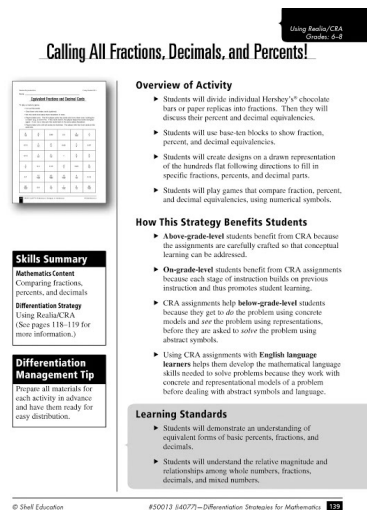 Using Realia/CRA
Grades: 6–8
Calling All Fractions, Decimals, and Percents!
Equivalent Fractions and Decimal Cards
Skills Summary
Mathematics Content
Comparing fractions,
percents, and decimals
Differentiation Strategy
Using Realia/CRA
(See pages 118–119 for
more information.)
Differentiation
Management Tip
Prepare all materials for
each activity in advance
and have them ready for
easy distribution.
Overview of Activity
► Students will divide individual Hershey's® chocolate
bars or paper replicas into fractions. Then they will
discuss their percent and decimal equivalencies.
► Students will use base-ten blocks to show fraction,
percent, and decimal equivalencies.
► Students will create designs on a drawn representation
of the hundreds flat following directions to fill in
specific fractions, percents, and decimal parts.
► Students will play games that compare fraction, percent,
and decimal equivalencies, using numerical symbols.
How This Strategy Benefits Students
► Above-grade-level students benefit from CRA because
the assignments are carefully crafted so that conceptual
learning can be addressed.
► On-grade-level students benefit from CRA assignments
because each stage of instruction builds on previous
instruction and thus promotes student learning.
► CRA assignments help below-grade-level students
because they get to do the problem using concrete
models and see the problem using representations,
before they are asked to solve the problem using
abstract symbols.
► Using CRA assignments with English language
learners helps them develop the mathematical language
skills needed to solve problems because they work with
concrete and representational models of a problem
before dealing with abstract symbols and language.
Learning Standards
► Students will demonstrate an understanding of
equivalent forms of basic percents, fractions, and
decimals.
► Students will understand the relative magnitude and
relationships among whole numbers, fractions,
decimals, and mixed numbers.
© Shell Education
#50013 (i4077)—Differentiation Strategies for Mathematics 139